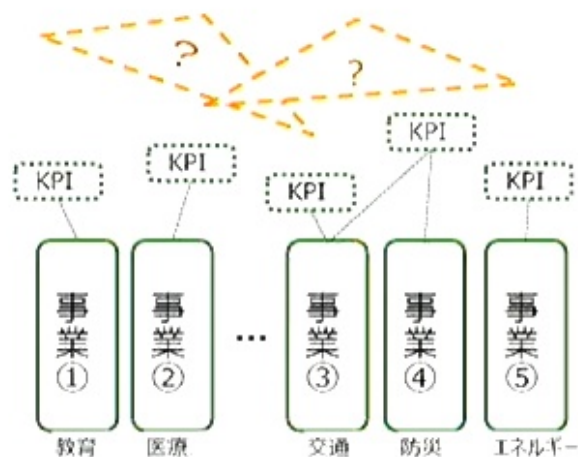 ?
?
KPI
KPI
KPI
KPI
KPI
事業①
事業②
…
事業③
事業④
事業⑤
教育
医療
交通
防災
エネルギー